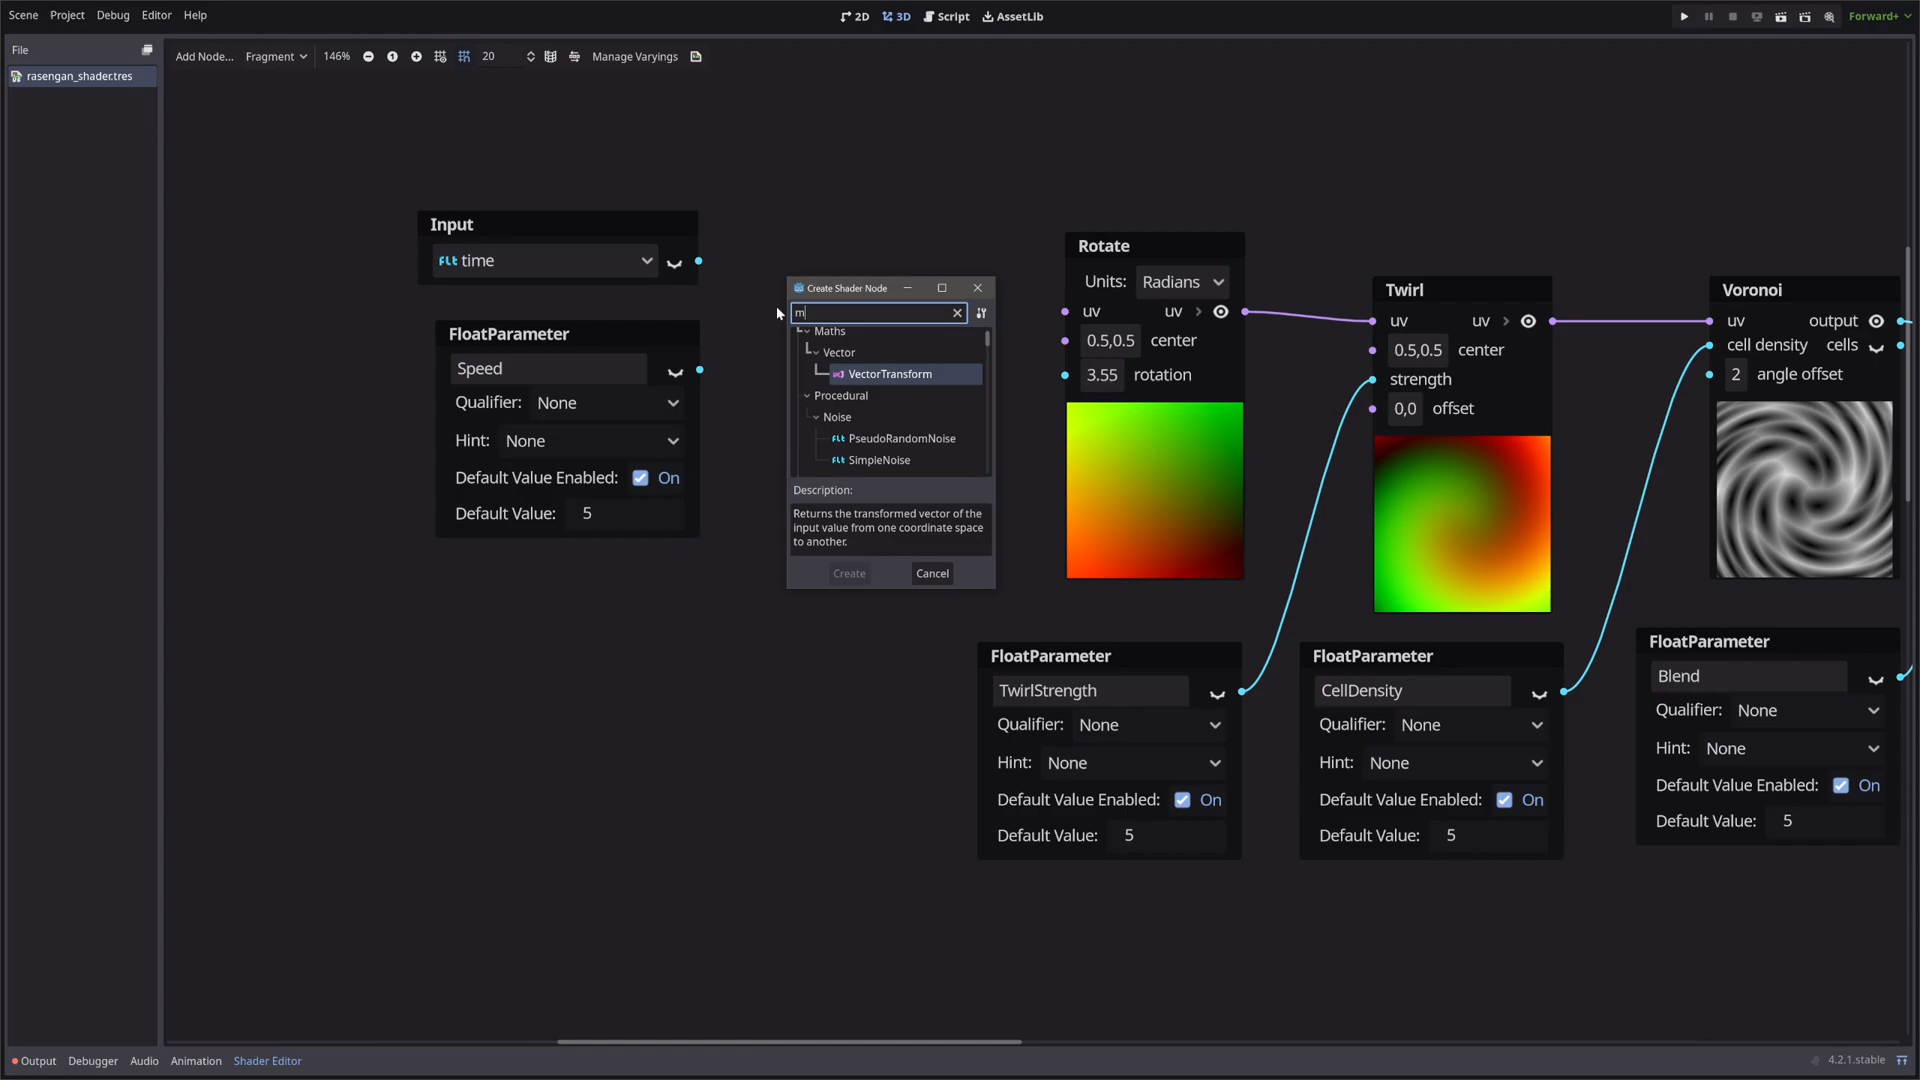 Scene Project Debug Editor Help
2D 3D Script AssetLib
Forward+
File
rasengan_shader.tres
Add Node... Fragment 146% 20 Manage Varyings
Input
time
FloatParameter
Speed
Qualifier: None
Hint: None
Default Value Enabled: On
Default Value: 5
Create Shader Node
m
Maths
Vector
VectorTransform
Procedural
Noise
PseudoRandomNoise
SimpleNoise
Description:
Returns the transformed vector of the
input value from one coordinate space
to another.
Create Cancel
Rotate
Units: Radians
uv uv
0.5,0.5 center
3.55 rotation
Twirl
uv uv
0.5,0.5 center
strength
0,0 offset
Voronoi
uv output
cell density cells
2 angle offset
FloatParameter
TwirlStrength
Qualifier: None
Hint: None
Default Value Enabled: On
Default Value: 5
FloatParameter
CellDensity
Qualifier: None
Hint: None
Default Value Enabled: On
Default Value: 5
FloatParameter
Blend
Qualifier: None
Hint: None
Default Value Enabled: On
Default Value: 5
Output Debugger Audio Animation Shader Editor
4.2.1.stable